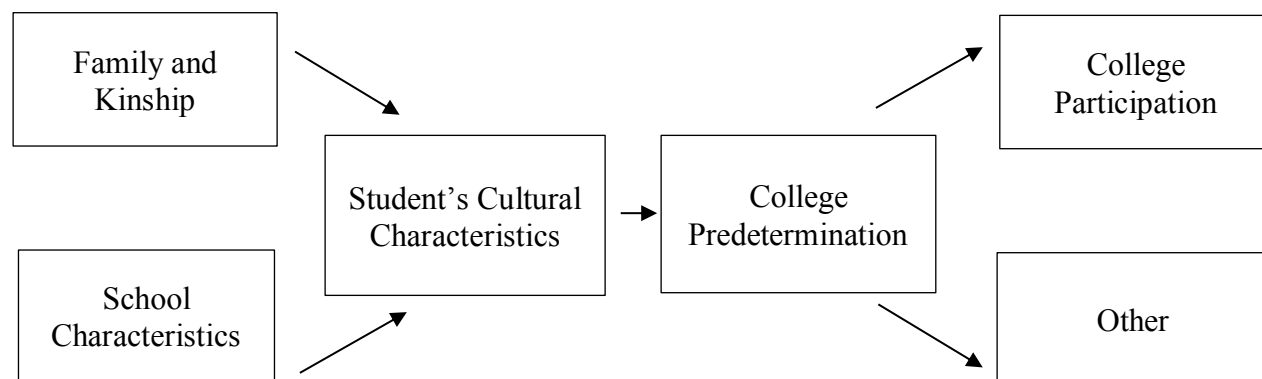 Family and
Kinship
School
Characteristics
Student’s Cultural
Characteristics
College
Predetermination
College
Participation
Other